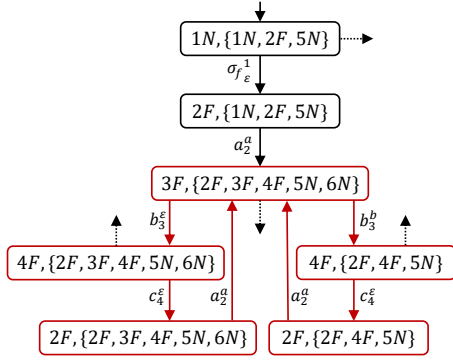 1N, {1N, 2F, 5N}
σ_f ε^1
2F, {1N, 2F, 5N}
a_2^a
3F, {2F, 3F, 4F, 5N, 6N}
b_3^ε b_3^b
4F, {2F, 3F, 4F, 5N, 6N} 4F, {2F, 4F, 5N}
c_4^ε a_2^a a_2^a c_4^ε
2F, {2F, 3F, 4F, 5N, 6N} 2F, {2F, 4F, 5N}